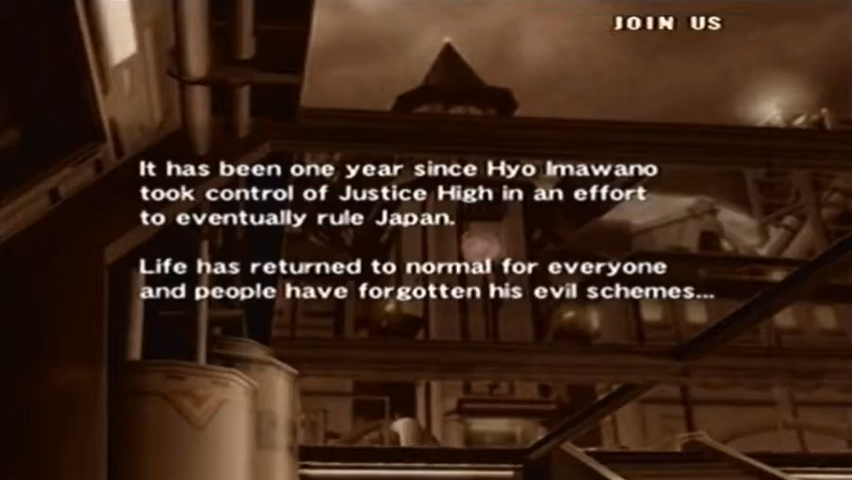 JOIN US
It has been one year since Hyo Imawano
took control of Justice High in an effort
to eventually rule Japan.
Life has returned to normal for everyone
and people have forgotten his evil schemes...